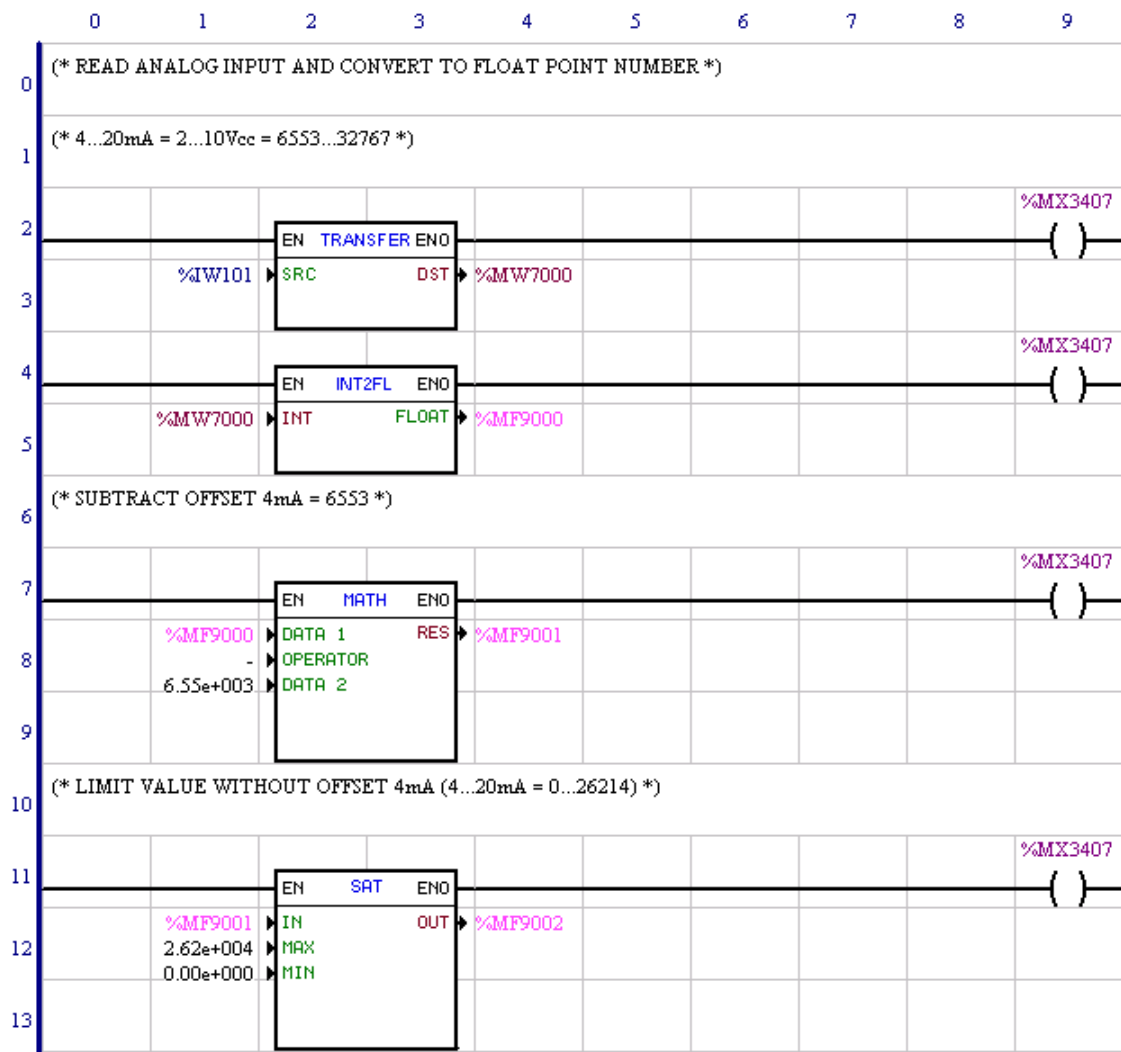 0 1 2 3 4 5 6 7 8 9
(* READ ANALOG INPUT AND CONVERT TO FLOAT POINT NUMBER *)
0
(* 4...20mA = 2...10Vcc = 6553...32767 *)
1
%MX3407
2
EN TRANSFER ENO
%IW101 SRC DST %MW7000
3
%MX3407
4
EN INT2FL ENO
%MW7000 INT FLOAT %MF9000
5
(* SUBTRACT OFFSET 4mA = 6553 *)
6
%MX3407
7
EN MATH ENO
%MF9000 DATA 1 RES %MF9001
8 - OPERATOR
6.55e+003 DATA 2
9
(* LIMIT VALUE WITHOUT OFFSET 4mA (4...20mA = 0...26214) *)
10
%MX3407
11
EN SAT ENO
%MF9001 IN OUT %MF9002
12 2.62e+004 MAX
0.00e+000 MIN
13